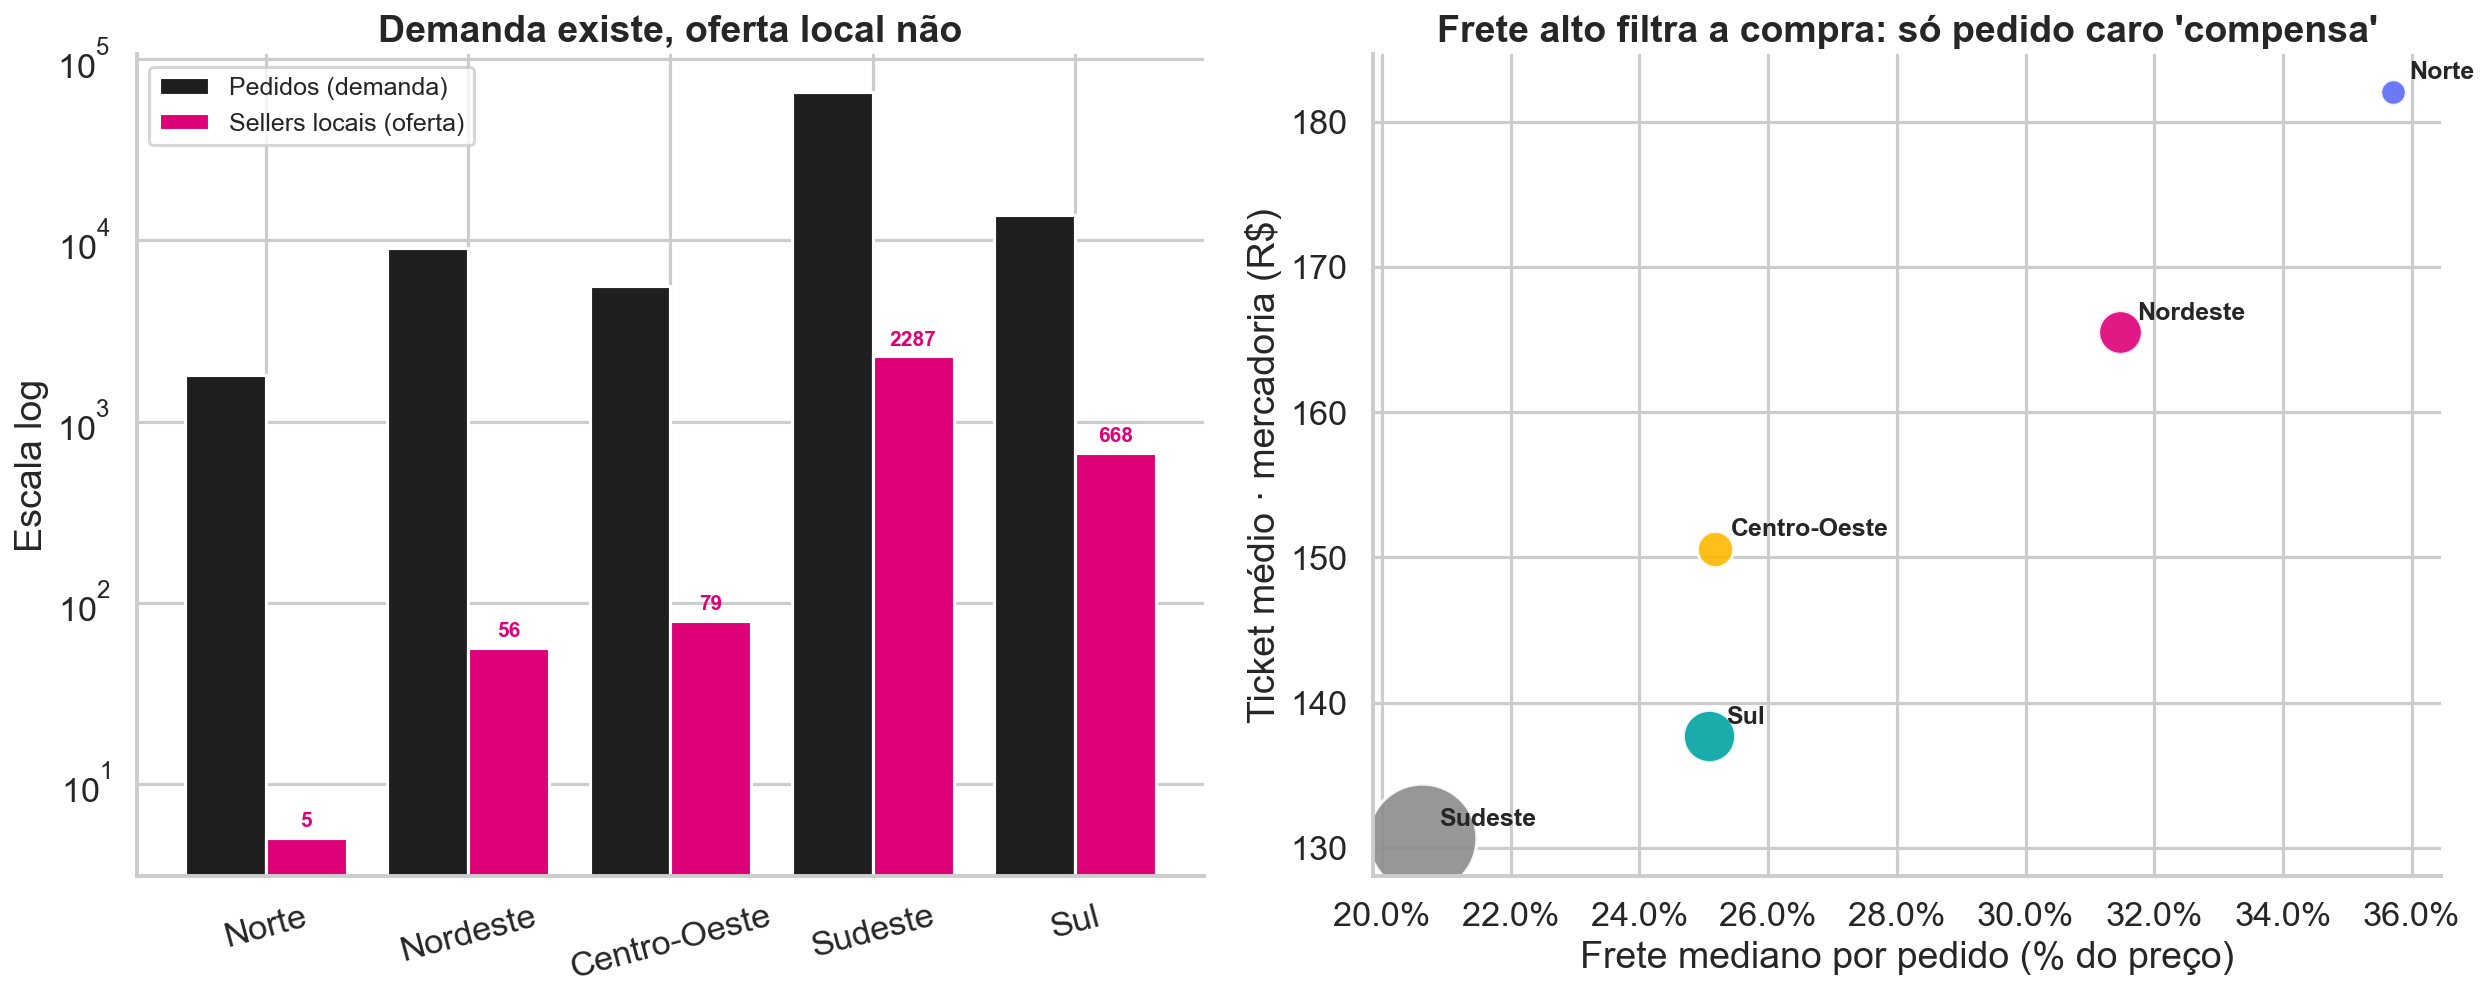 Demanda existe, oferta local não
Pedidos (demanda)
Sellers locais (oferta)
Escala log
10^5
10^4
10^3
10^2
10^1
5
56
79
2287
668
Norte
Nordeste
Centro-Oeste
Sudeste
Sul
Frete alto filtra a compra: só pedido caro 'compensa'
Ticket médio · mercadoria (R$)
180
170
160
150
140
130
Norte
Nordeste
Centro-Oeste
Sul
Sudeste
20.0%
22.0%
24.0%
26.0%
28.0%
30.0%
32.0%
34.0%
36.0%
Frete mediano por pedido (% do preço)